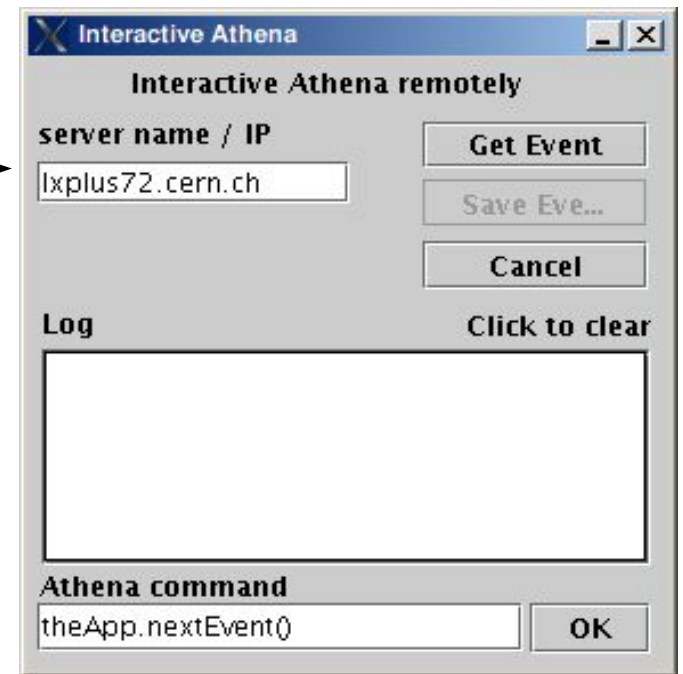 Interactive Athena
Interactive Athena remotely
server name / IP
lxplus72.cern.ch
Get Event
Save Eve...
Cancel
Log
Click to clear
Athena command
theApp.nextEvent()
OK